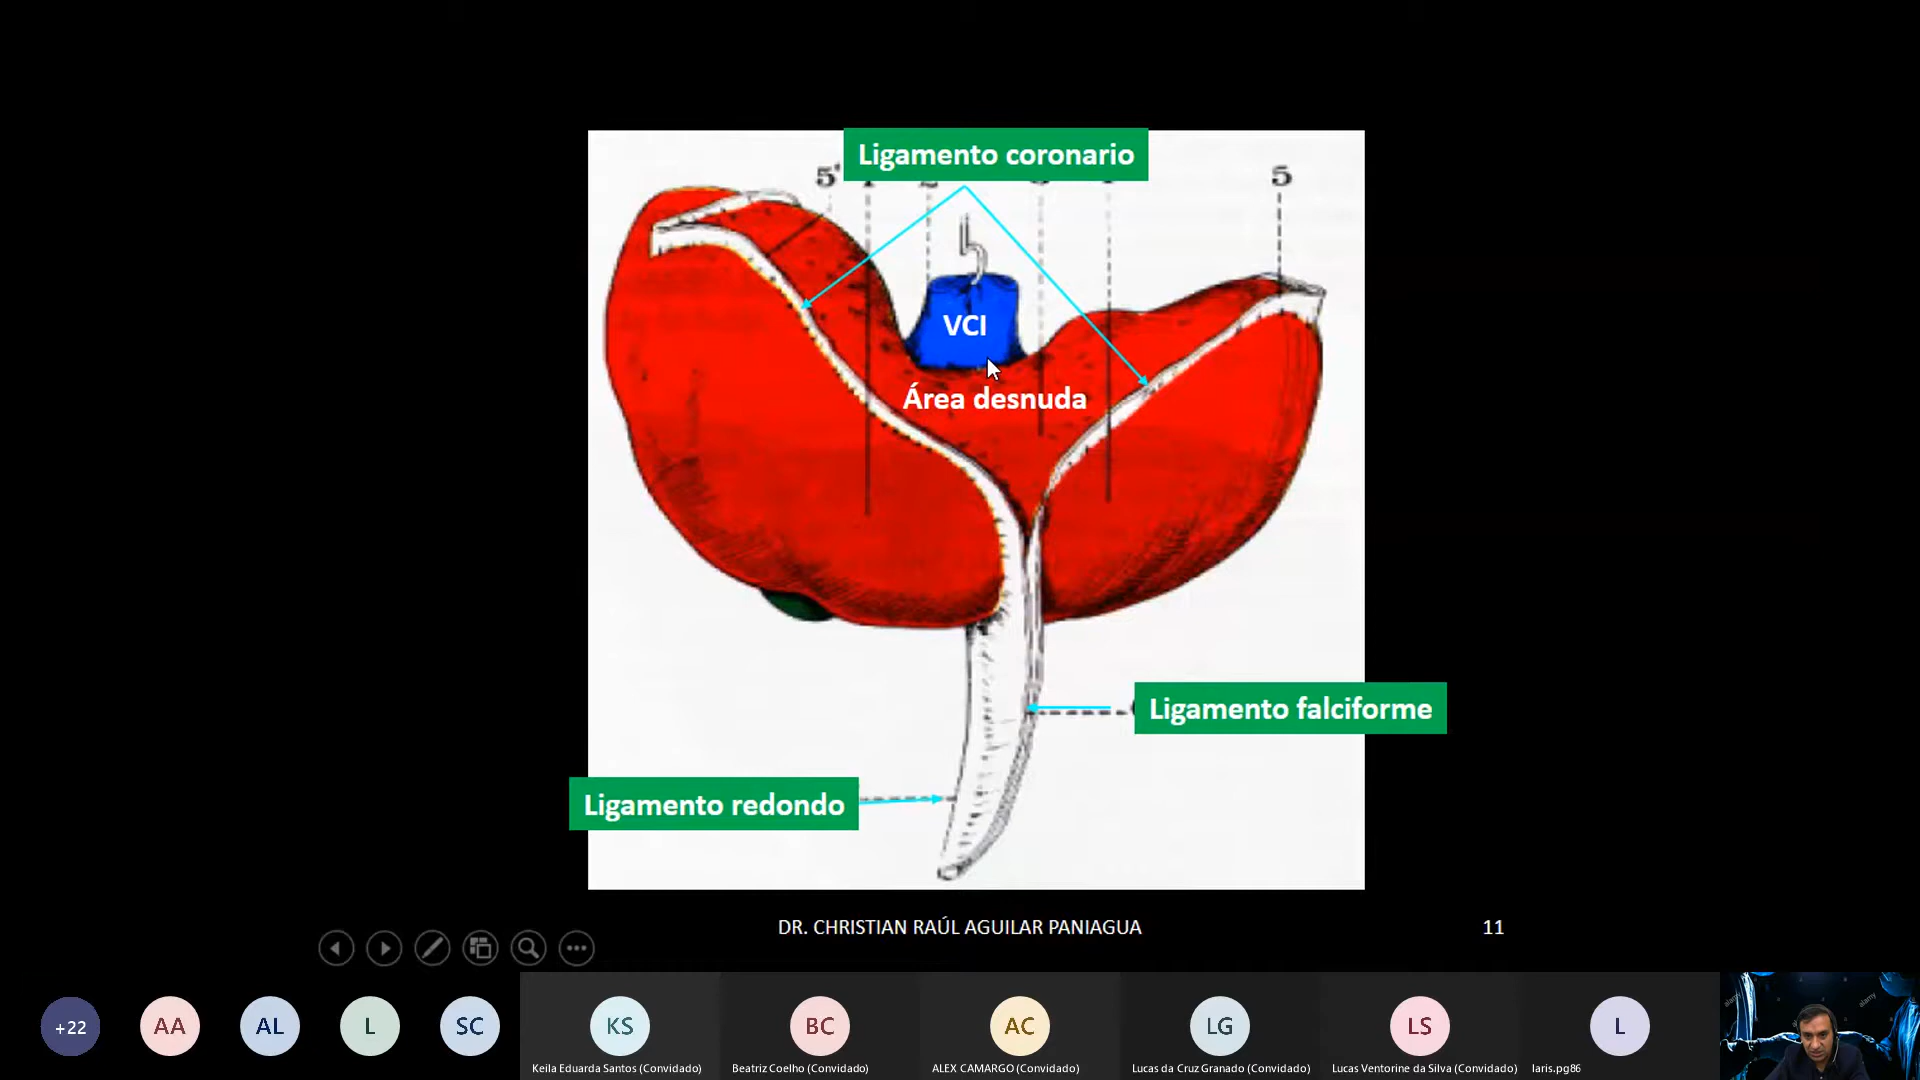 Ligamento coronario
5'
5
VCI
Área desnuda
Ligamento falciforme
Ligamento redondo
DR. CHRISTIAN RAÚL AGUILAR PANIAGUA
11
+22
AA
AL
L
SC
KS
BC
AC
LG
LS
L
Keila Eduarda Santos (Convidado)
Beatriz Coelho (Convidado)
ALEX CAMARGO (Convidado)
Lucas da Cruz Granado (Convidado)
Lucas Ventorine da Silva (Convidado)
laris.pg86
alamy